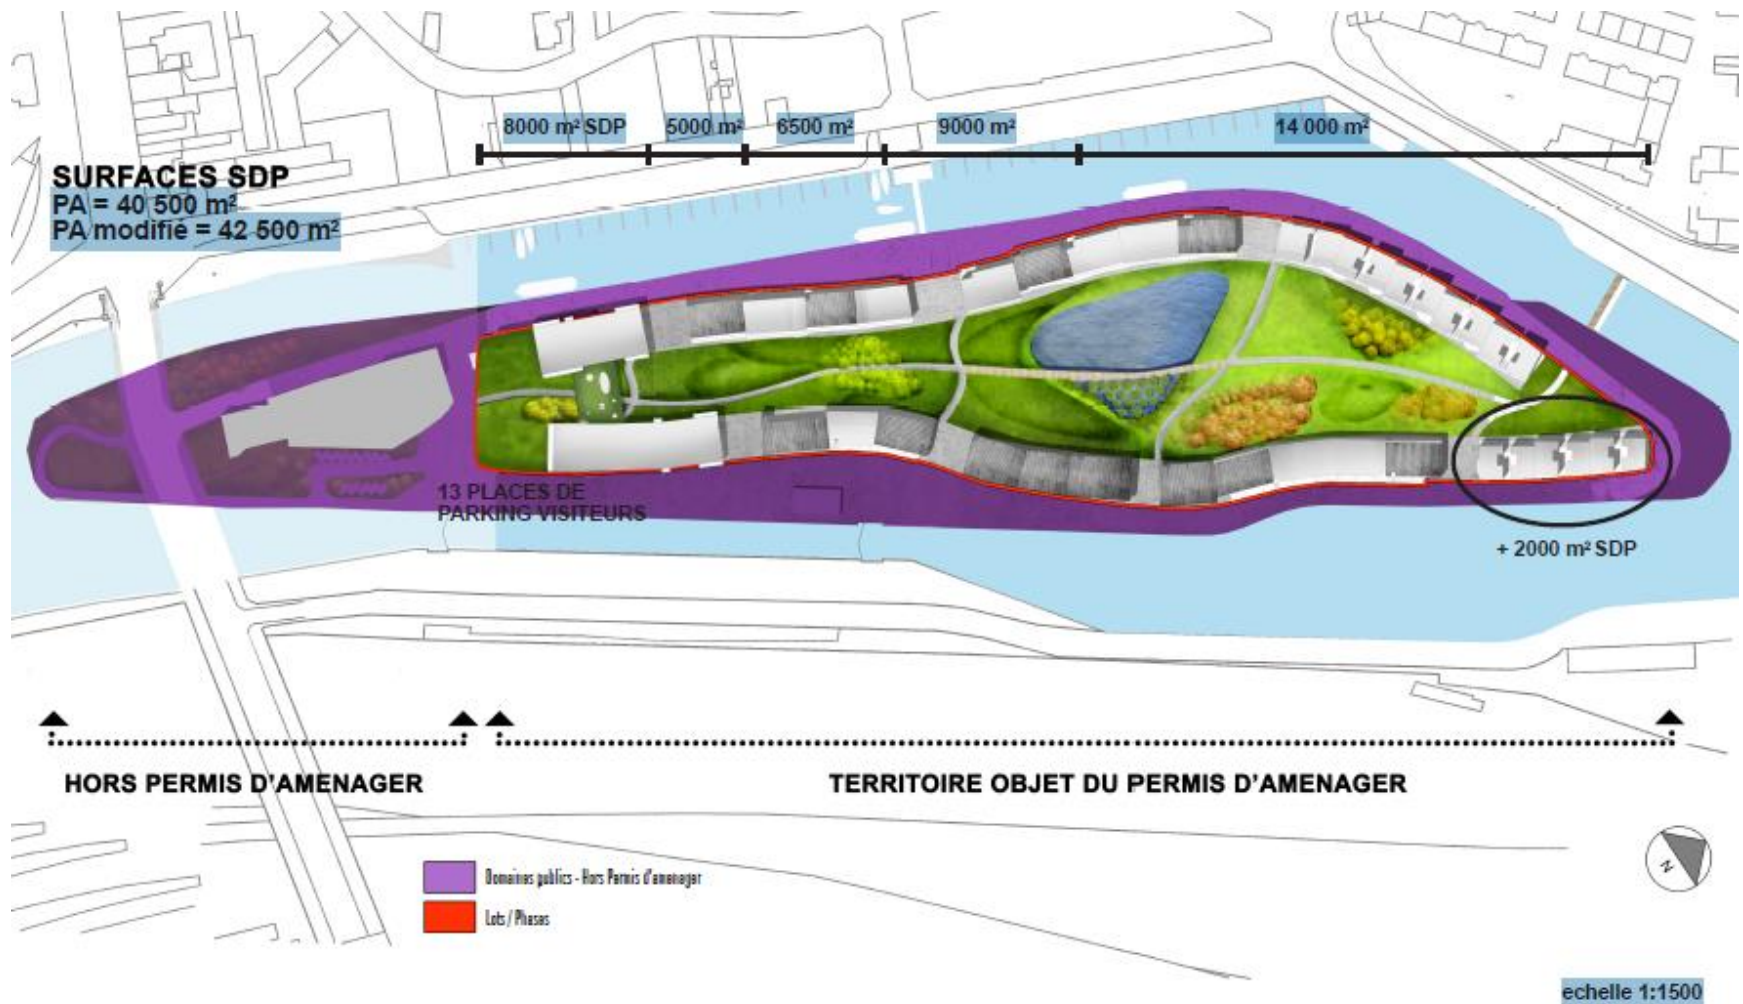 8000 m² SDP
5000 m²
6500 m²
9000 m²
14 000 m²
SURFACES SDP
PA = 40 500 m²
PA modifié = 42 500 m²
13 PLACES DE
PARKING VISITEURS
+ 2000 m² SDP
HORS PERMIS D'AMENAGER
TERRITOIRE OBJET DU PERMIS D'AMENAGER
N
Domaines publics - Hors Permis d'amenager
Lots / Phases
echelle 1:1500